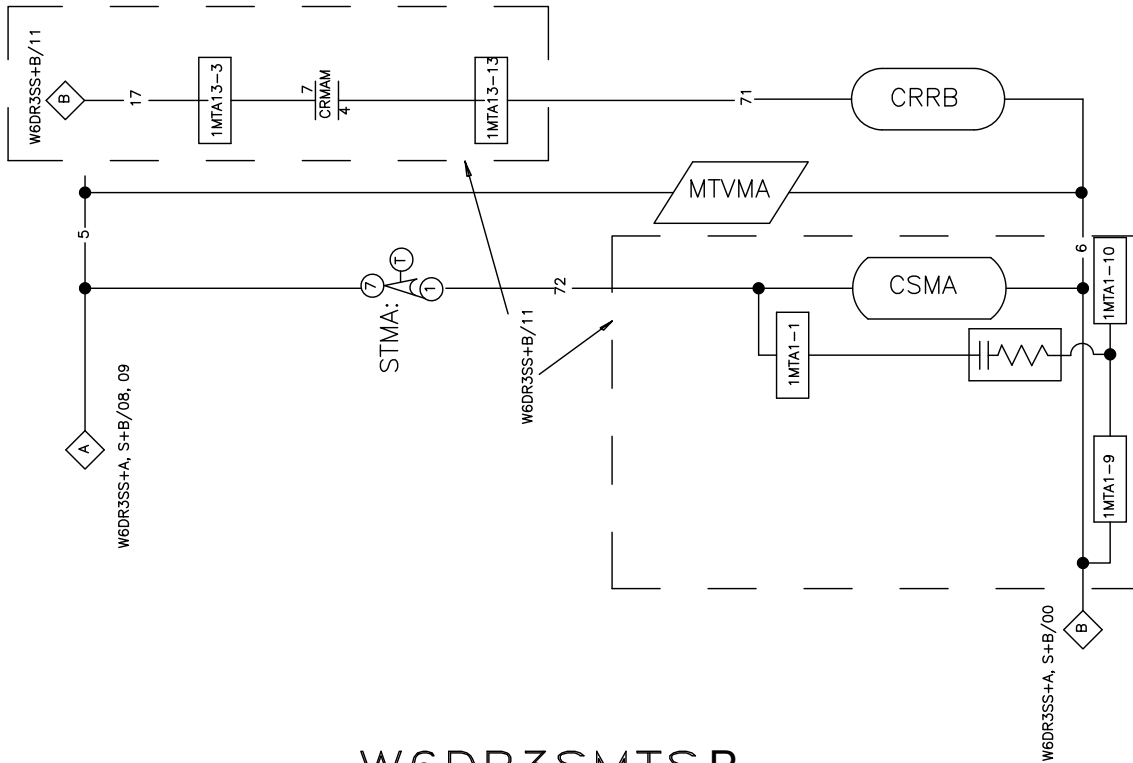 W6DR3SS+B/11
B
17
1MTA13-3
7
CRMAM
4
1MTA13-13
71
CRRB
MTVMA
5
6
7
T
1
STMA:
72
CSMA
1MTA1-10
1MTA1-1
W6DR3SS+B/11
A
W6DR3SS+A, S+B/08, 09
1MTA1-9
B
W6DR3SS+A, S+B/00
W6DR3SMTSB